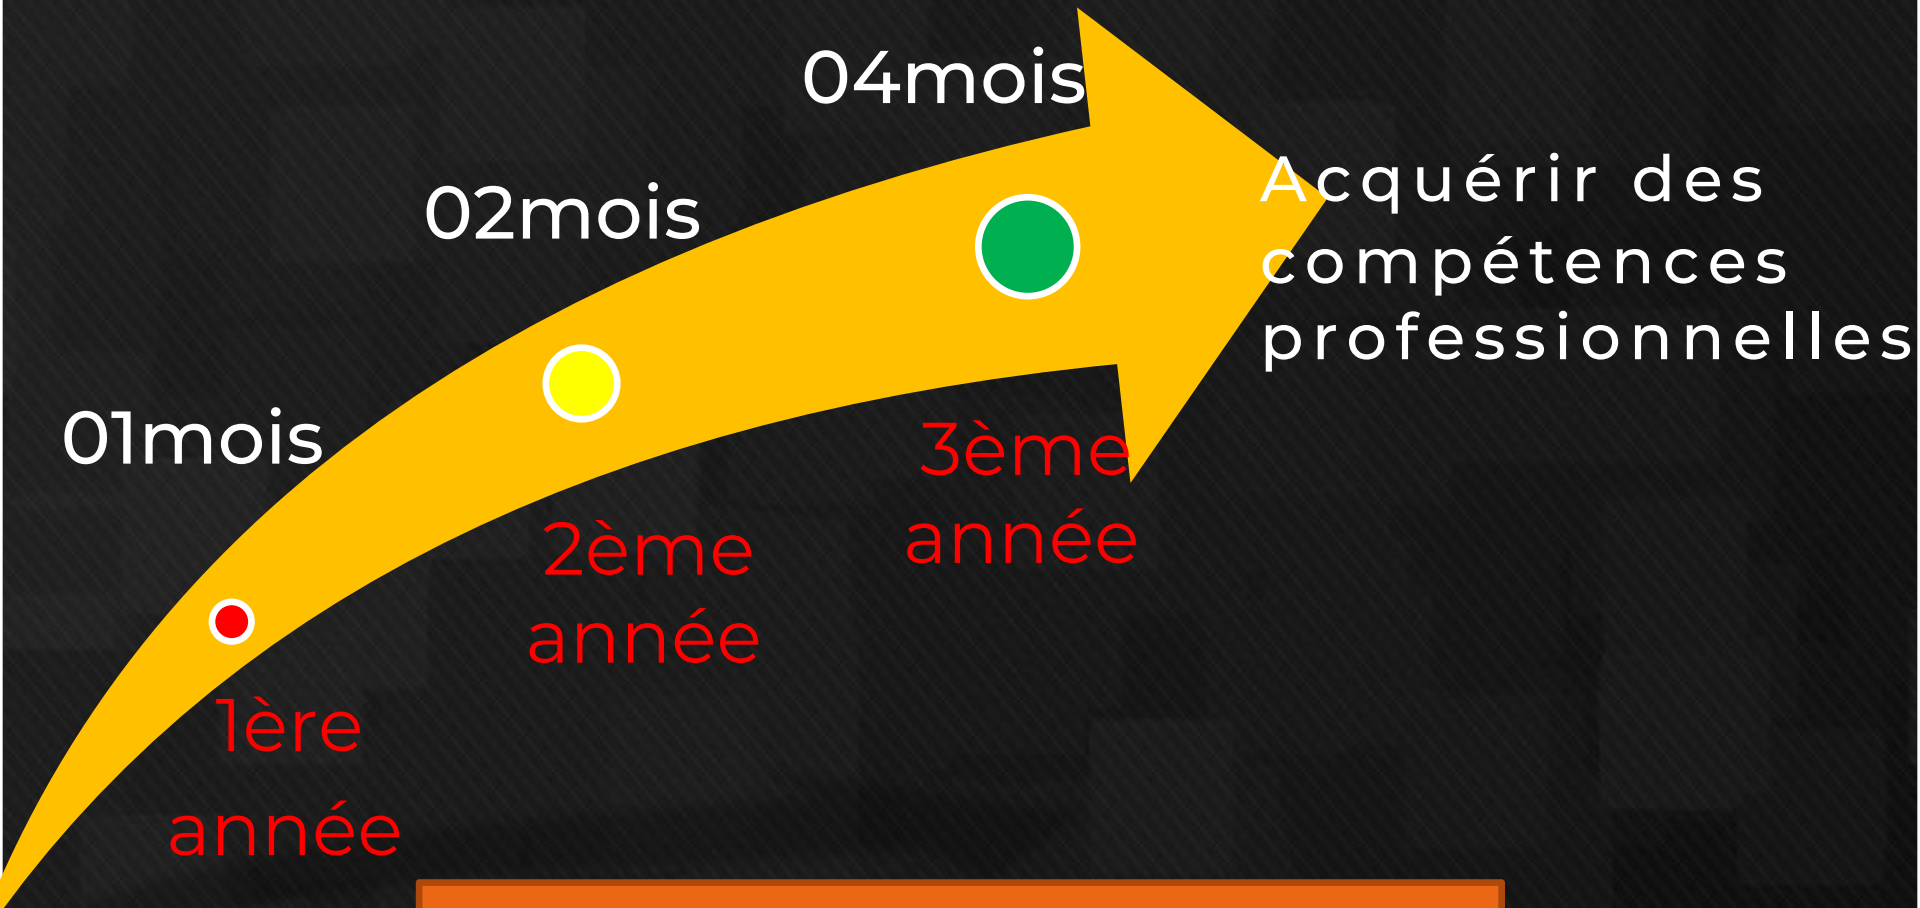 04mois
02mois
01mois
Acquérir des
compétences
professionnelles
3ème
année
2ème
année
1ère
année